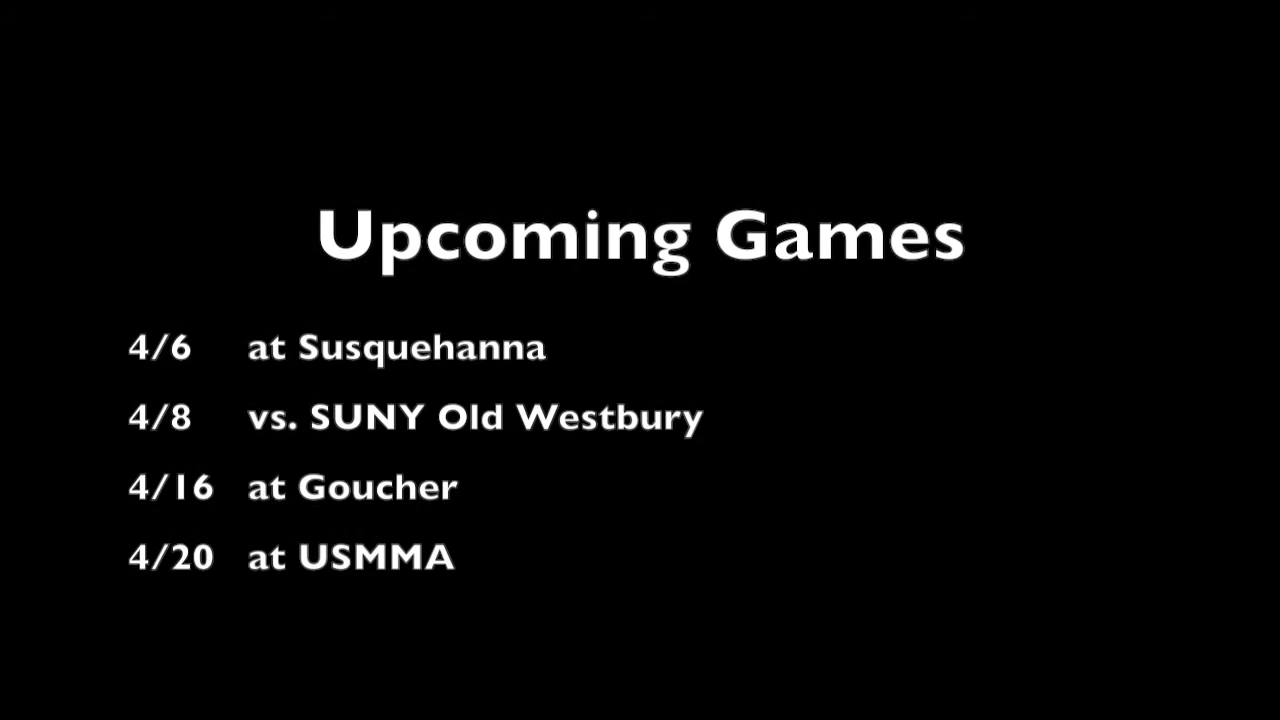 Upcoming Games
4/6 at Susquehanna
4/8 vs. SUNY Old Westbury
4/16 at Goucher
4/20 at USMMA